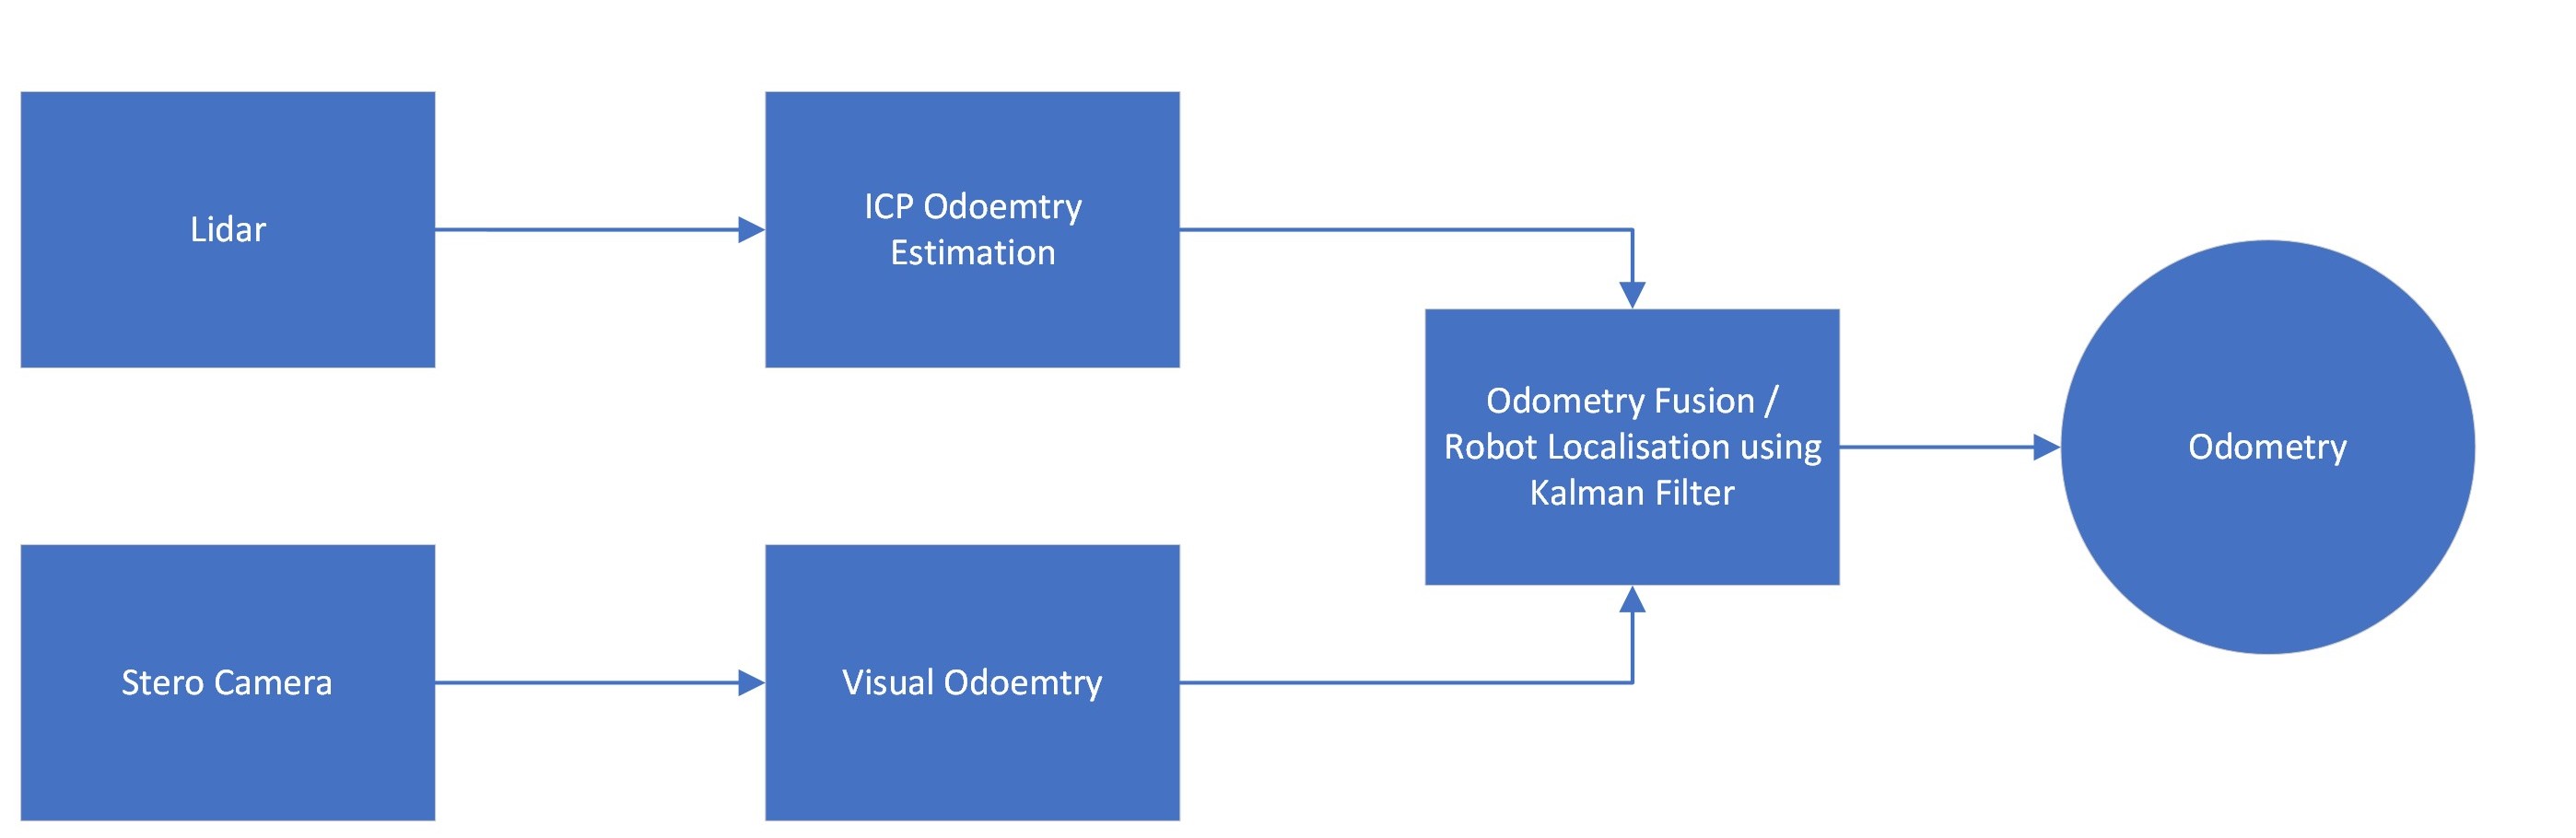 Lidar
ICP Odoemtry
Estimation
Odometry Fusion /
Robot Localisation using
Kalman Filter
Odometry
Stero Camera
Visual Odoemtry